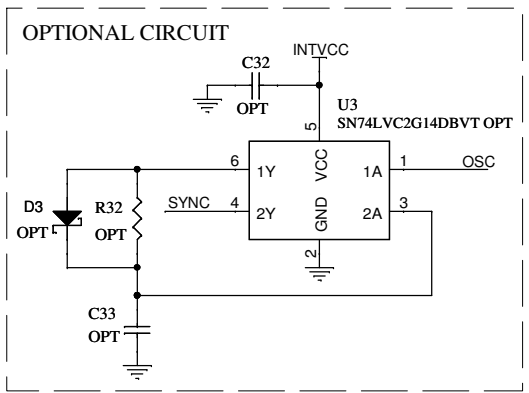 OPTIONAL CIRCUIT
INTVCC
C32
OPT
U3
SN74LVC2G14DBVT OPT
5
VCC
6
1Y
1A
1
OSC
D3
OPT
R32
OPT
SYNC
4
2Y
GND
2A
3
2
C33
OPT